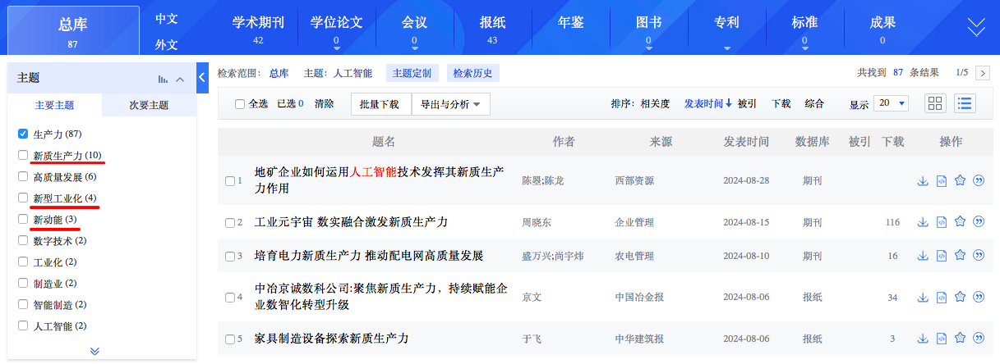 总库
87
中文
外文
学术期刊
42
学位论文
0
会议
0
报纸
43
年鉴
图书
0
专利
标准
0
成果
0
主题
主要主题 次要主题
生产力(87)
新质生产力(10)
高质量发展(6)
新型工业化(4)
新动能(3)
数字技术(2)
工业化(2)
制造业(2)
智能制造(2)
人工智能(2)
检索范围: 总库 主题: 人工智能 主题定制 检索历史
共找到 87 条结果 1/5
全选 已选0 清除 批量下载 导出与分析
排序: 相关度 发表时间 被引 下载 综合 显示 20
题名 作者 来源 发表时间 数据库 被引 下载 操作
1 地矿企业如何运用人工智能技术发挥其新质生产
力作用
陈曌;陈龙 西部资源 2024-08-28 期刊
2 工业元宇宙 数实融合激发新质生产力 周晓东 企业管理 2024-08-15 期刊 116
3 培育电力新质生产力 推动配电网高质量发展 盛万兴;尚宇炜 农电管理 2024-08-10 期刊 16
4 中冶京诚数科公司:聚焦新质生产力，持续赋能企
业数智化转型升级
京文 中国冶金报 2024-08-06 报纸 34
5 家具制造设备探索新质生产力 于飞 中华建筑报 2024-08-06 报纸 3